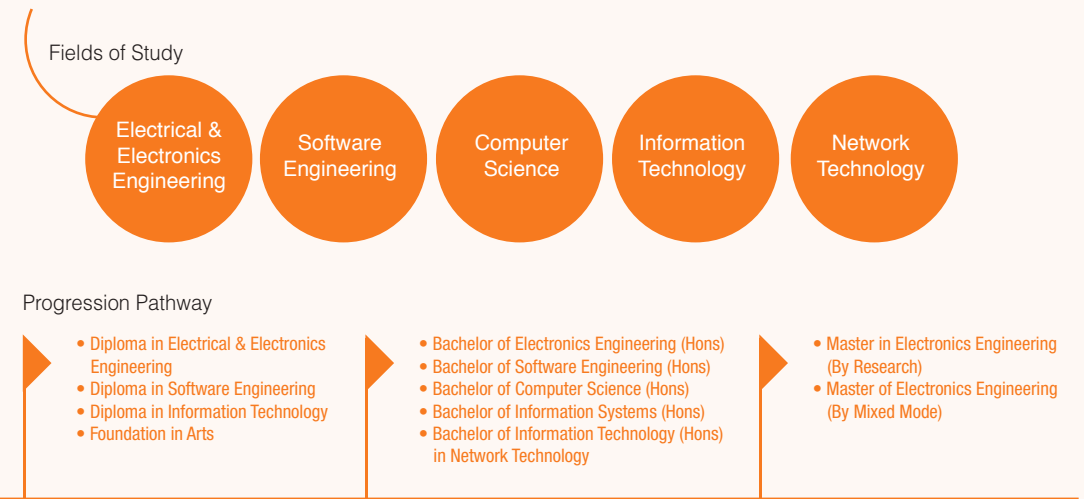 Fields of Study
Electrical &
Electronics
Engineering
Software
Engineering
Computer
Science
Information
Technology
Network
Technology
Progression Pathway
• Diploma in Electrical & Electronics
Engineering
• Diploma in Software Engineering
• Diploma in Information Technology
• Foundation in Arts
• Bachelor of Electronics Engineering (Hons)
• Bachelor of Software Engineering (Hons)
• Bachelor of Computer Science (Hons)
• Bachelor of Information Systems (Hons)
• Bachelor of Information Technology (Hons)
in Network Technology
• Master in Electronics Engineering
(By Research)
• Master of Electronics Engineering
(By Mixed Mode)